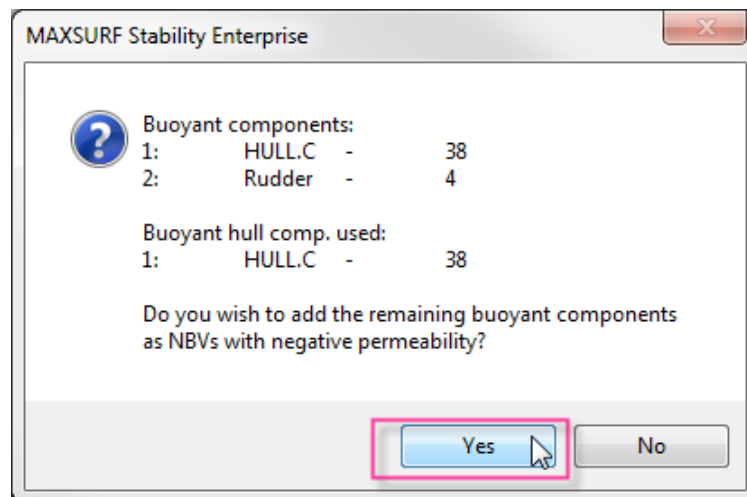 MAXSURF Stability Enterprise
Buoyant components:
1: HULL.C - 38
2: Rudder - 4
Buoyant hull comp. used:
1: HULL.C - 38
Do you wish to add the remaining buoyant components
as NBVs with negative permeability?
Yes No